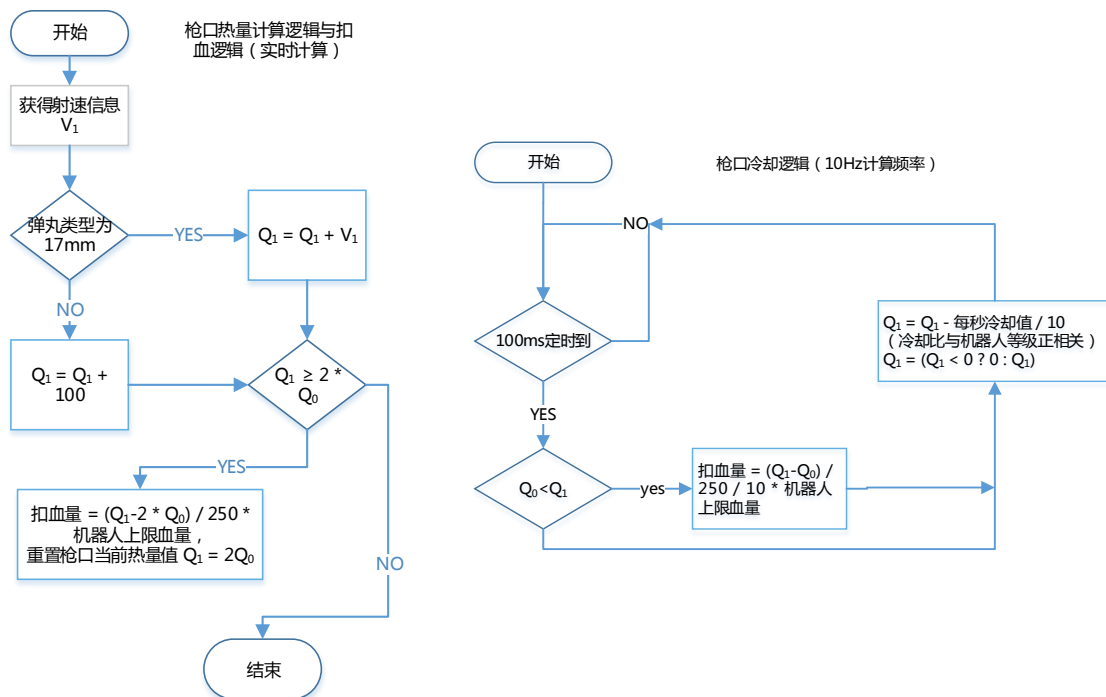 开始
枪口热量计算逻辑与扣
血逻辑（实时计算）
获得射速信息
V₁
弹丸类型为
17mm
YES
Q₁ = Q₁ + V₁
NO
Q₁ = Q₁ +
100
Q₁ ≥ 2 *
Q₀
YES
扣血量 = (Q₁-2 * Q₀) / 250 *
机器人上限血量，
重置枪口当前热量值 Q₁ = 2Q₀
NO
结束
开始
枪口冷却逻辑（10Hz计算频率）
NO
100ms定时到
Q₁ = Q₁ - 每秒冷却值 / 10
（冷却比与机器人等级正相关）
Q₁ = (Q₁ < 0 ? 0 : Q₁)
YES
Q₀<Q₁
yes
扣血量 = (Q₁-Q₀) /
250 / 10 * 机器人
上限血量